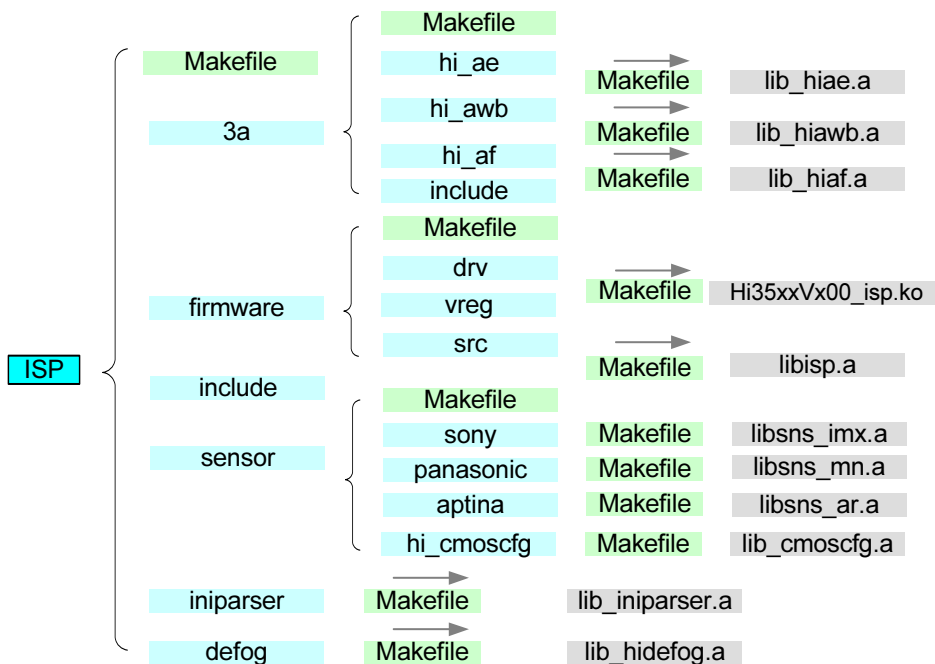 Makefile
Makefile
hi_ae
Makefile lib_hiae.a
hi_awb
3a Makefile lib_hiawb.a
hi_af
Makefile lib_hiaf.a
include
Makefile
drv
Makefile Hi35xxVx00_isp.ko
firmware vreg
src
ISP Makefile libisp.a
include
Makefile
sony Makefile libsns_imx.a
sensor
panasonic Makefile libsns_mn.a
aptina Makefile libsns_ar.a
hi_cmoscfg Makefile lib_cmoscfg.a
iniparser Makefile lib_iniparser.a
defog Makefile lib_hidefog.a